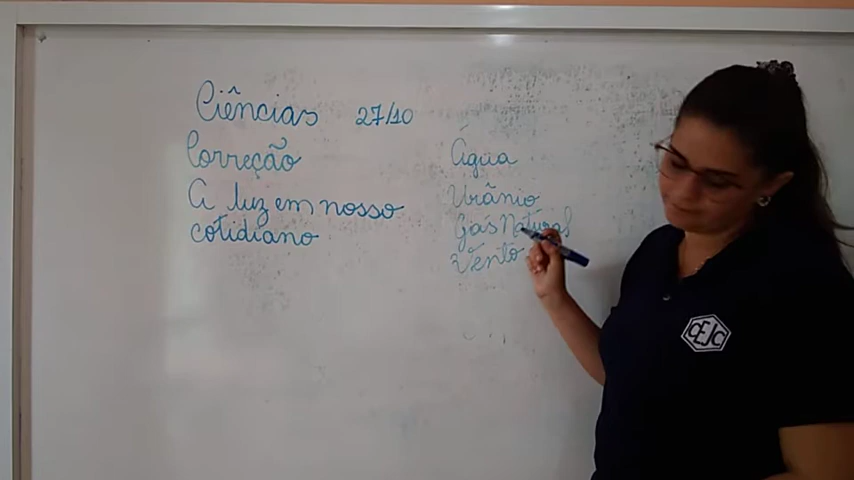 Ciências 27/10
Correção
A luz em nosso
cotidiano
Água
Urânio
Gás Natural
Vento
CEJC